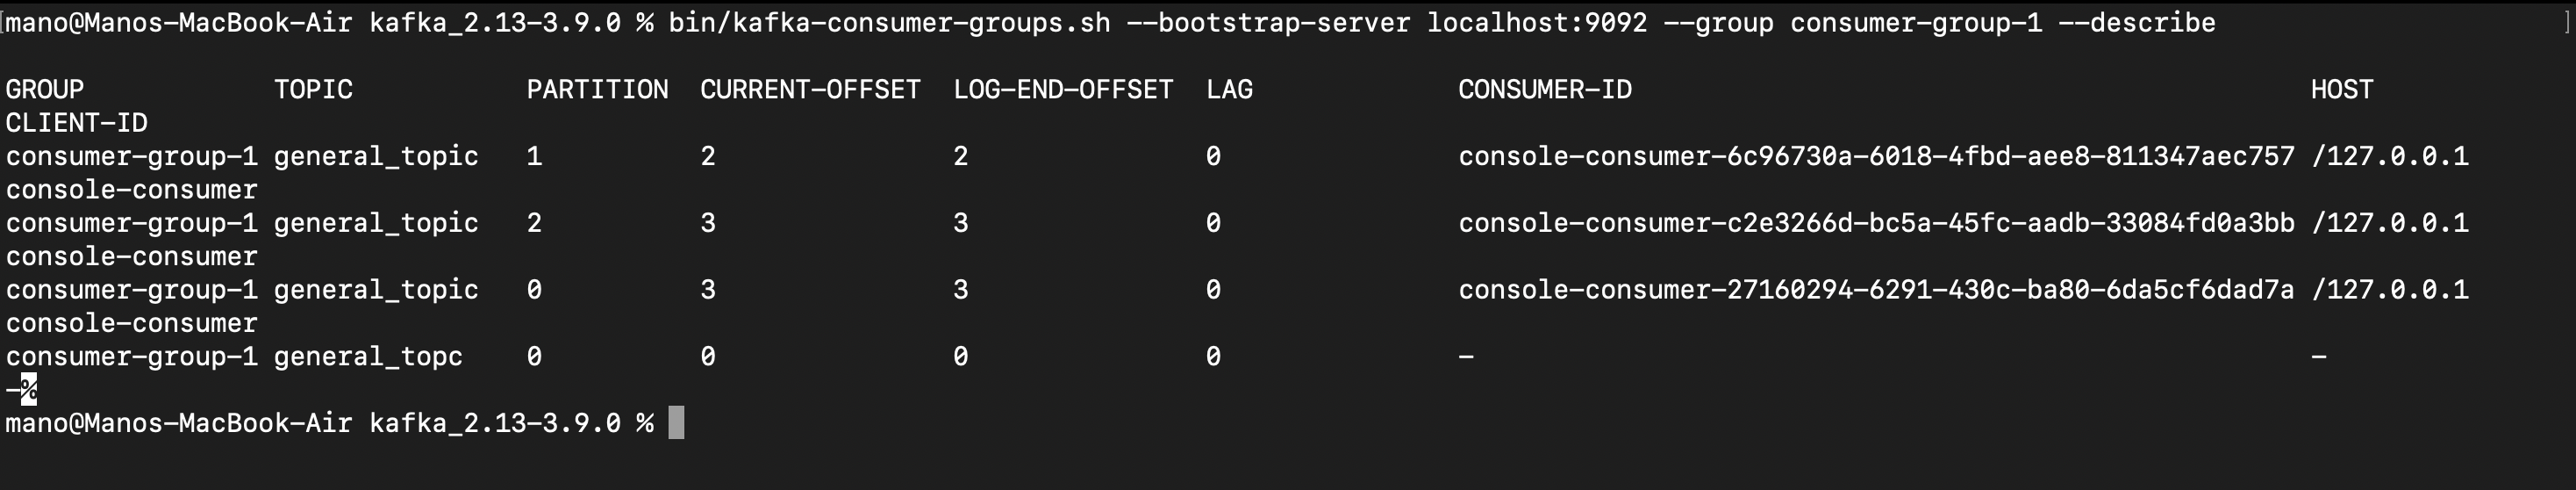 [mano@Manos-MacBook-Air kafka_2.13-3.9.0 % bin/kafka-consumer-groups.sh --bootstrap-server localhost:9092 --group consumer-group-1 --describe ]
GROUP TOPIC PARTITION CURRENT-OFFSET LOG-END-OFFSET LAG CONSUMER-ID HOST
CLIENT-ID
consumer-group-1 general_topic 1 2 2 0 console-consumer-6c96730a-6018-4fbd-aee8-811347aec757 /127.0.0.1
console-consumer
consumer-group-1 general_topic 2 3 3 0 console-consumer-c2e3266d-bc5a-45fc-aadb-33084fd0a3bb /127.0.0.1
console-consumer
consumer-group-1 general_topic 0 3 3 0 console-consumer-27160294-6291-430c-ba80-6da5cf6dad7a /127.0.0.1
console-consumer
consumer-group-1 general_topc 0 0 0 0 - -
-%
mano@Manos-MacBook-Air kafka_2.13-3.9.0 %